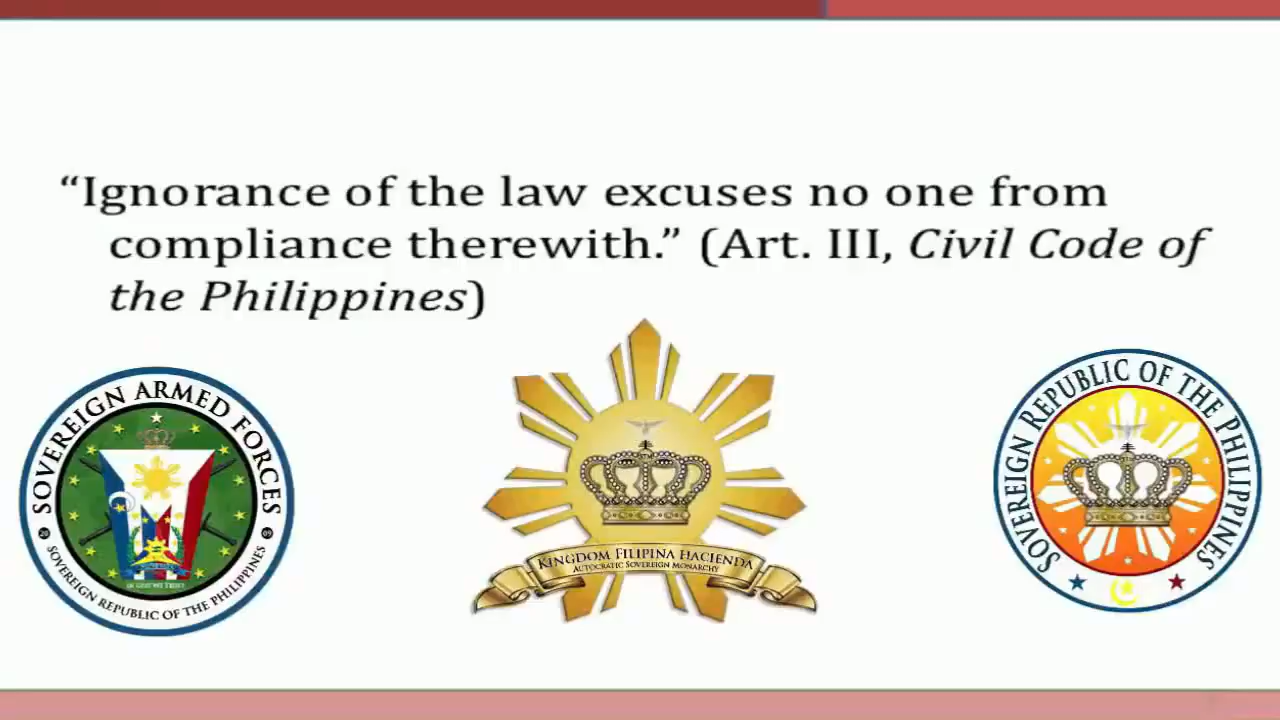 “Ignorance of the law excuses no one from
compliance therewith.” (Art. III, Civil Code of
the Philippines)
SOVEREIGN ARMED FORCES
SOVEREIGN REPUBLIC OF THE PHILIPPINES
KINGDOM FILIPINA HACIENDA
AUTOCRATIC SOVEREIGN MONARCHY
SOVEREIGN REPUBLIC OF THE PHILIPPINES